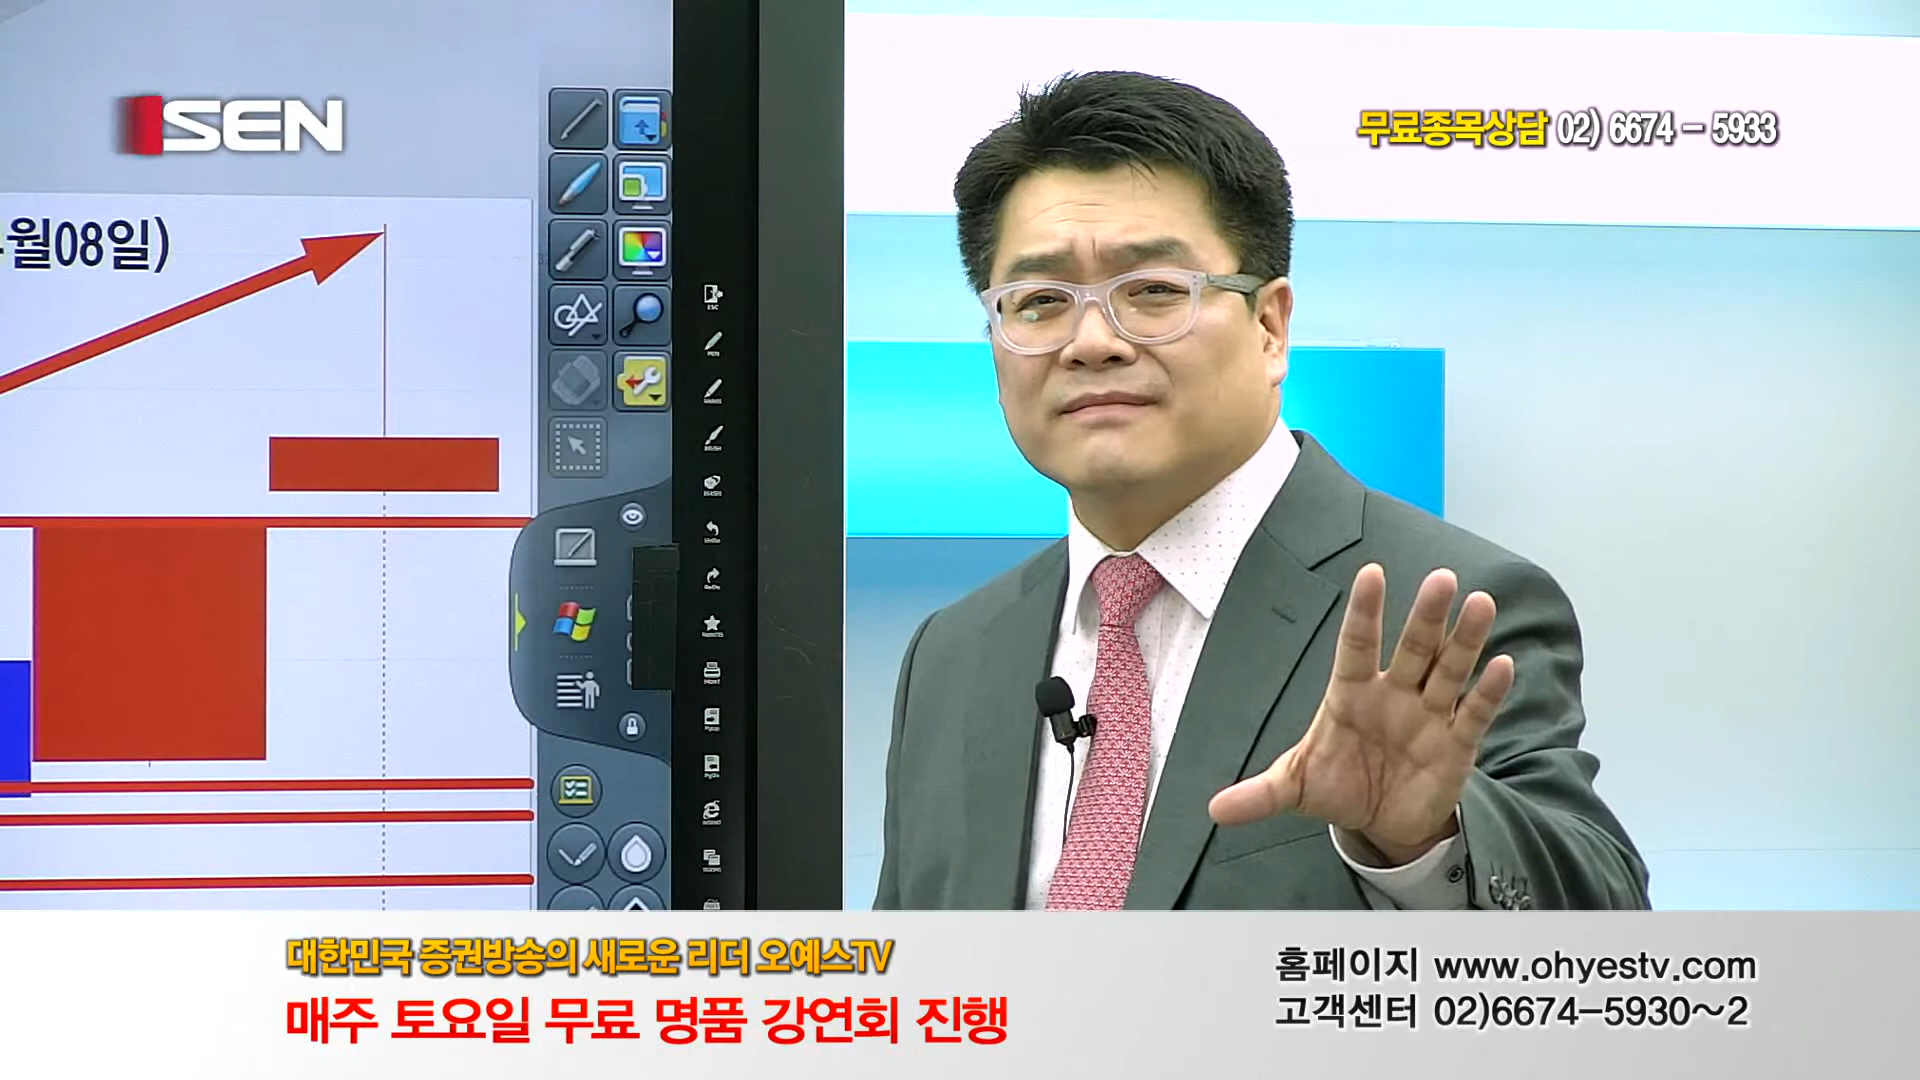 SEN
무료종목상담 02) 6674 - 5933
월08일)
ESC
PEN
BRUSH
대한민국 증권방송의 새로운 리더 오예스TV
매주 토요일 무료 명품 강연회 진행
홈페이지 www.ohyestv.com
고객센터 02)6674-5930~2